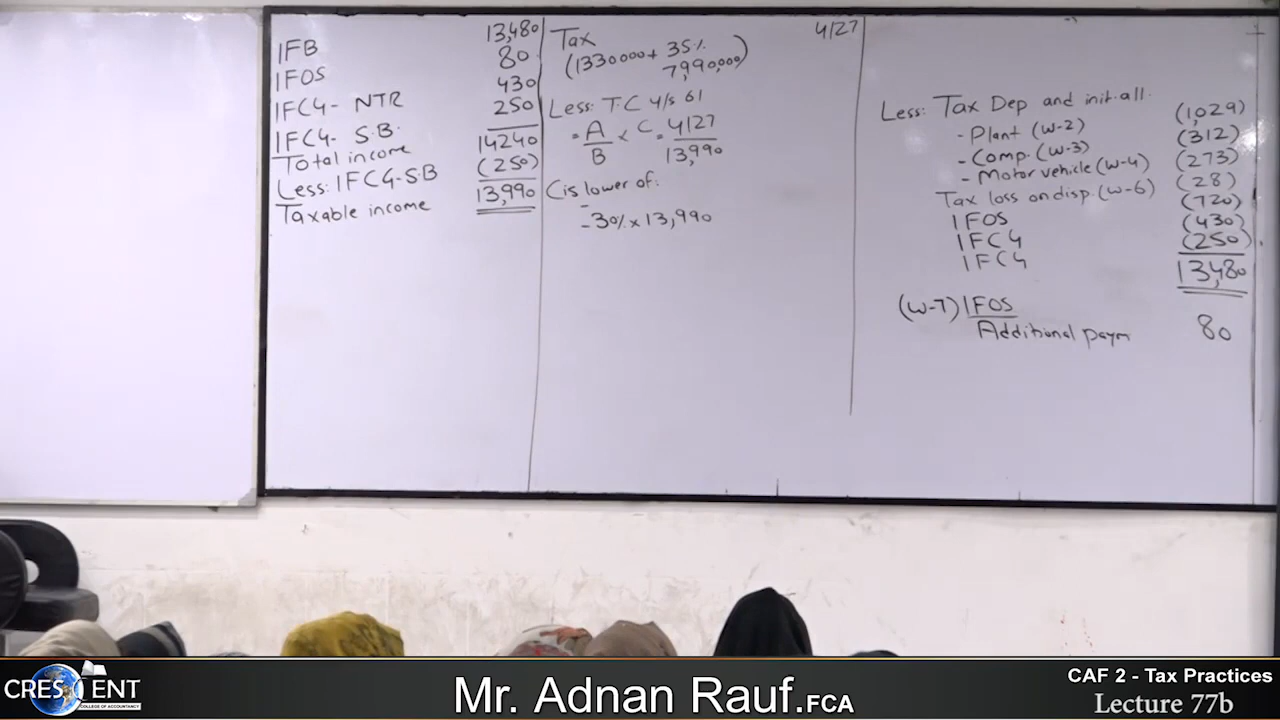 IFB 13,480
IFOS 80
IFC4- NTR 430
IFC4- S.B. 250
Total income 14240
Less: IFC4-S.B (250)
Taxable income 13,990
Tax 4127
(1330000 + 35%
7,990,000)
Less: T.C u/s 61
= A/B × C = 4127/13,990
C is lower of:
-
- 30% x 13,990
Less: Tax Dep and init. all.
- Plant (w-2) (1,029)
- Comp. (w-3) (312)
- Motor vehicle (w-4) (273)
Tax loss on disp. (w-6) (28)
IFOS (720)
IFC4 (430)
IFC4 (250)
13,480
(w-7) IFOS
Additional paym 80
CRESCENT
COLLEGE OF ACCOUNTANCY
Mr. Adnan Rauf.FCA
CAF 2 - Tax Practices
Lecture 77b